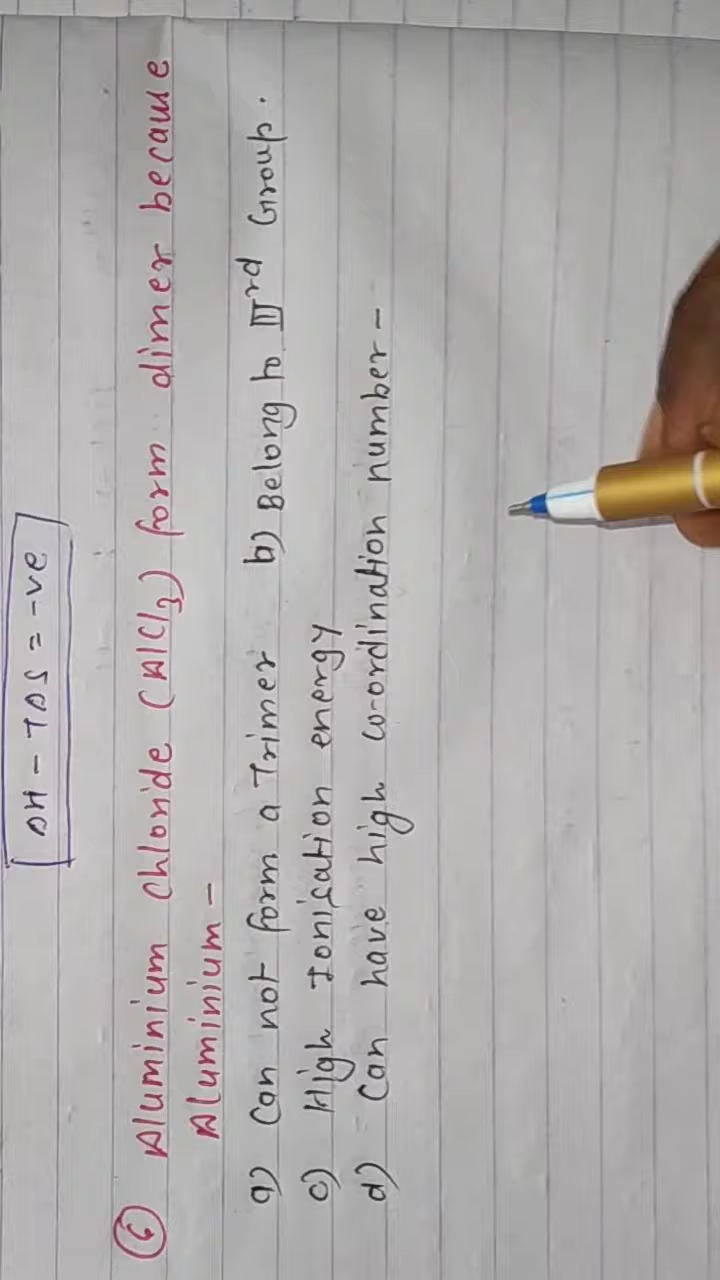 ΔH - TΔS = -ve
⑥ Aluminium chloride (AlCl₃) form dimer because
Aluminium -
a) Can not form a Trimer b) Belong to IIIrd Group.
c) High Ionisation energy
d) Can have high co-ordination number -